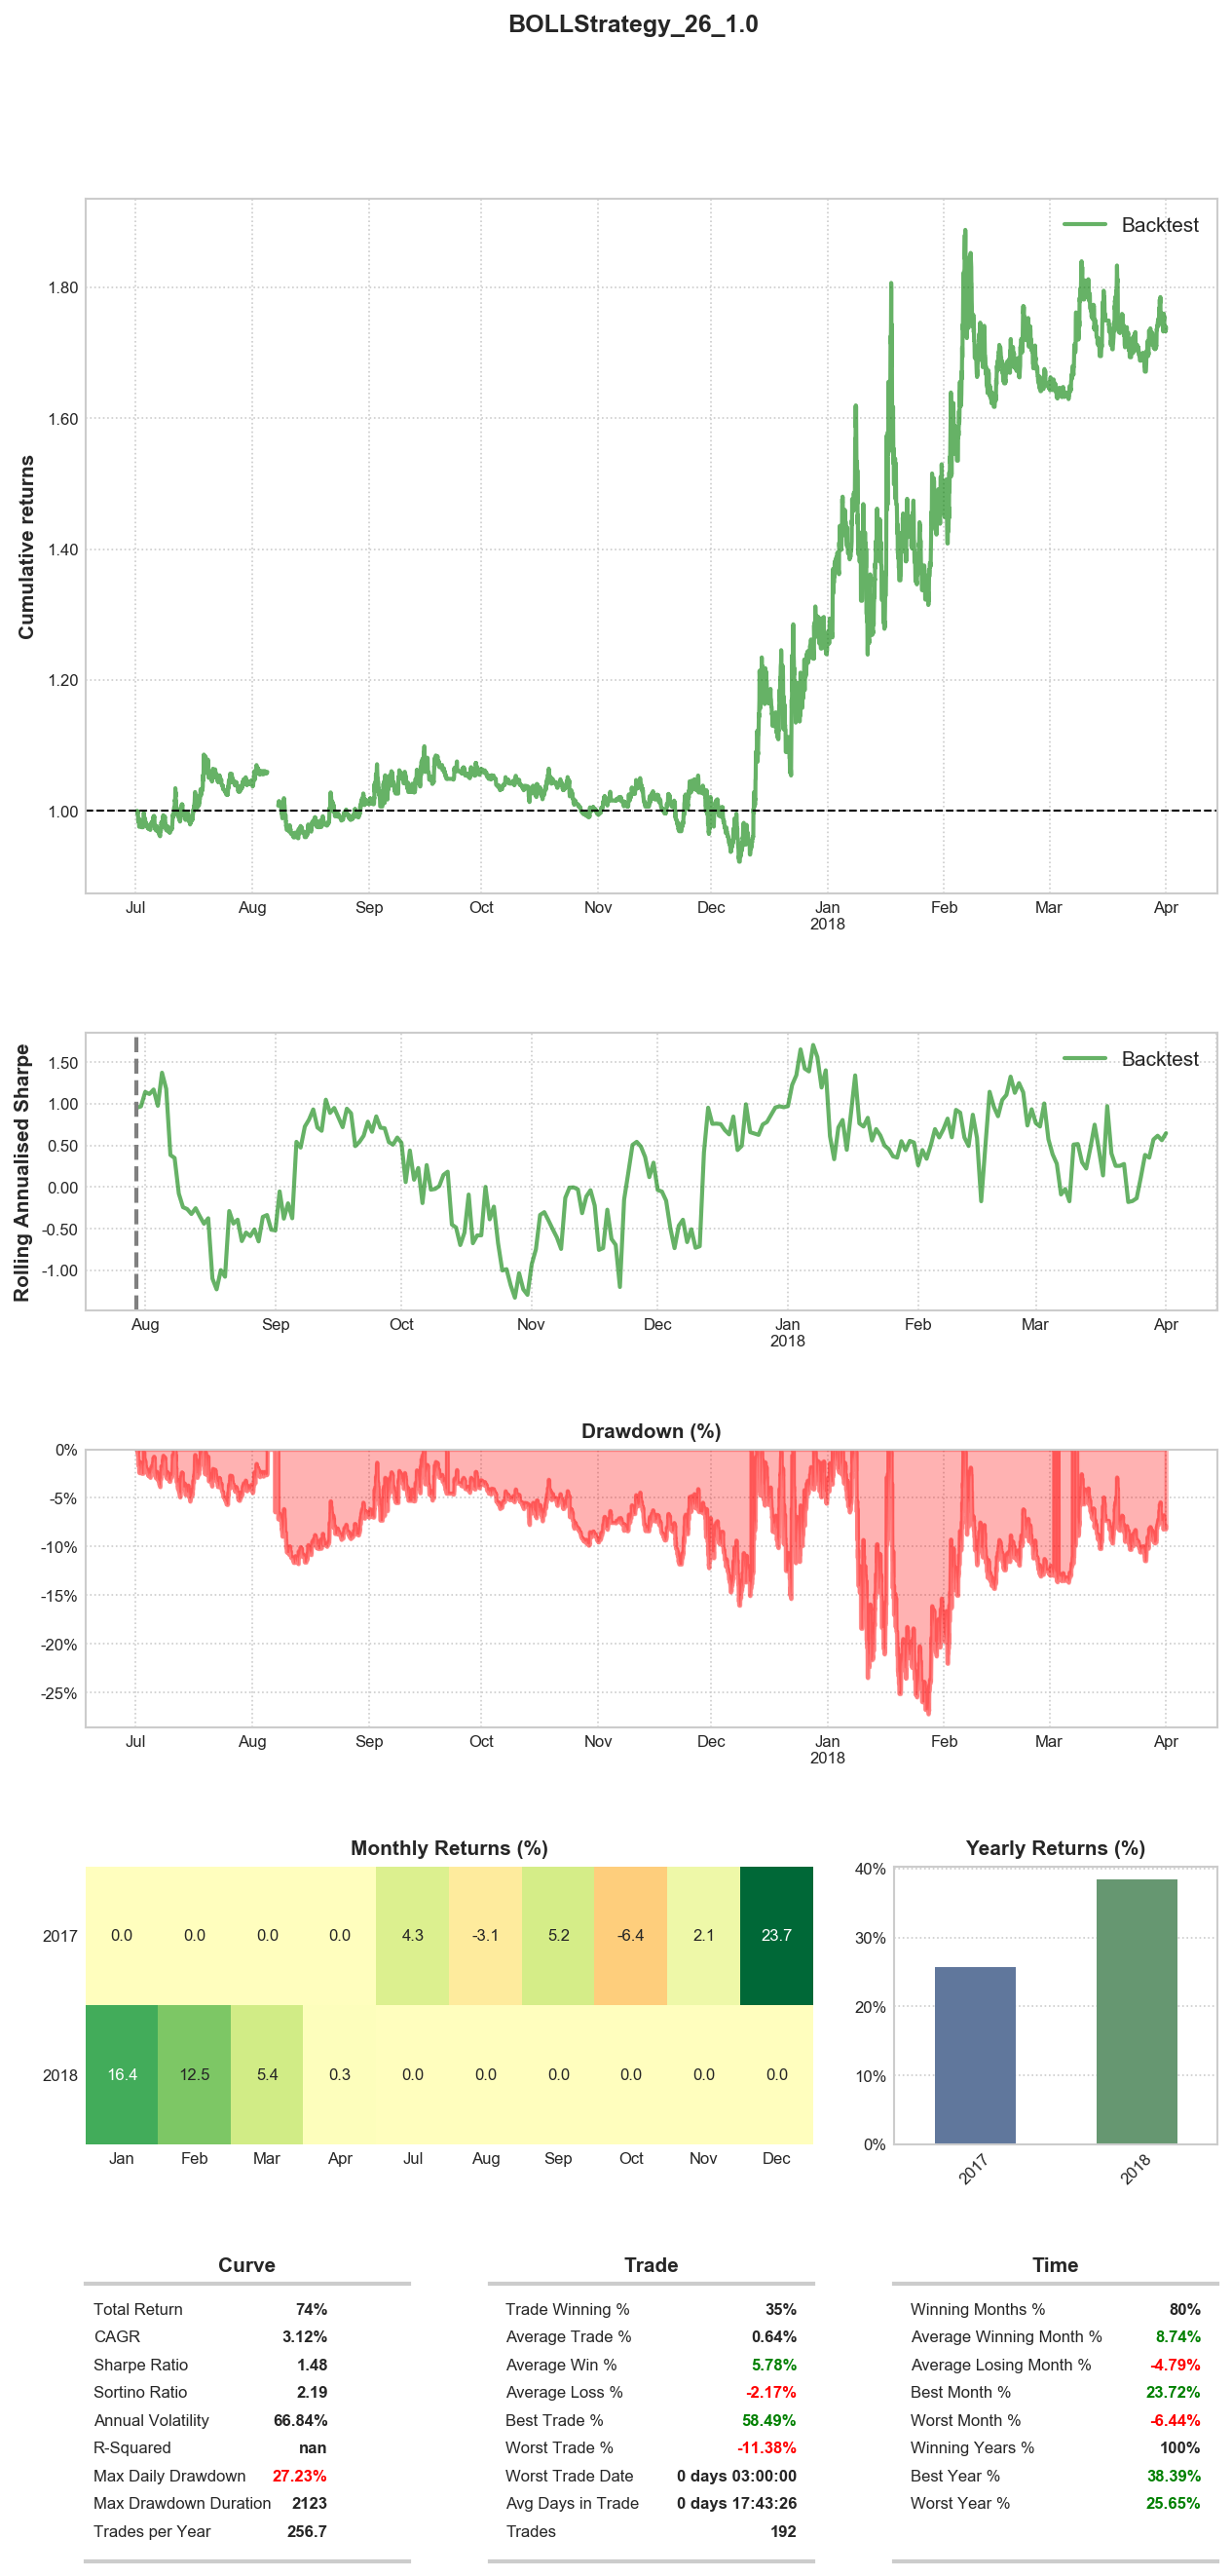 BOLLStrategy_26_1.0
Cumulative returns
Backtest
1.80
1.60
1.40
1.20
1.00
Jul Aug Sep Oct Nov Dec Jan Feb Mar Apr
2018
Rolling Annualised Sharpe
Backtest
1.50
1.00
0.50
0.00
-0.50
-1.00
Aug Sep Oct Nov Dec Jan Feb Mar Apr
2018
Drawdown (%)
0%
-5%
-10%
-15%
-20%
-25%
Jul Aug Sep Oct Nov Dec Jan Feb Mar Apr
2018
Monthly Returns (%)
2017 0.0 0.0 0.0 0.0 4.3 -3.1 5.2 -6.4 2.1 23.7
2018 16.4 12.5 5.4 0.3 0.0 0.0 0.0 0.0 0.0 0.0
Jan Feb Mar Apr Jul Aug Sep Oct Nov Dec
Yearly Returns (%)
40%
30%
20%
10%
0%
2017 2018
Curve
Total Return 74%
CAGR 3.12%
Sharpe Ratio 1.48
Sortino Ratio 2.19
Annual Volatility 66.84%
R-Squared nan
Max Daily Drawdown 27.23%
Max Drawdown Duration 2123
Trades per Year 256.7
Trade
Trade Winning % 35%
Average Trade % 0.64%
Average Win % 5.78%
Average Loss % -2.17%
Best Trade % 58.49%
Worst Trade % -11.38%
Worst Trade Date 0 days 03:00:00
Avg Days in Trade 0 days 17:43:26
Trades 192
Time
Winning Months % 80%
Average Winning Month % 8.74%
Average Losing Month % -4.79%
Best Month % 23.72%
Worst Month % -6.44%
Winning Years % 100%
Best Year % 38.39%
Worst Year % 25.65%